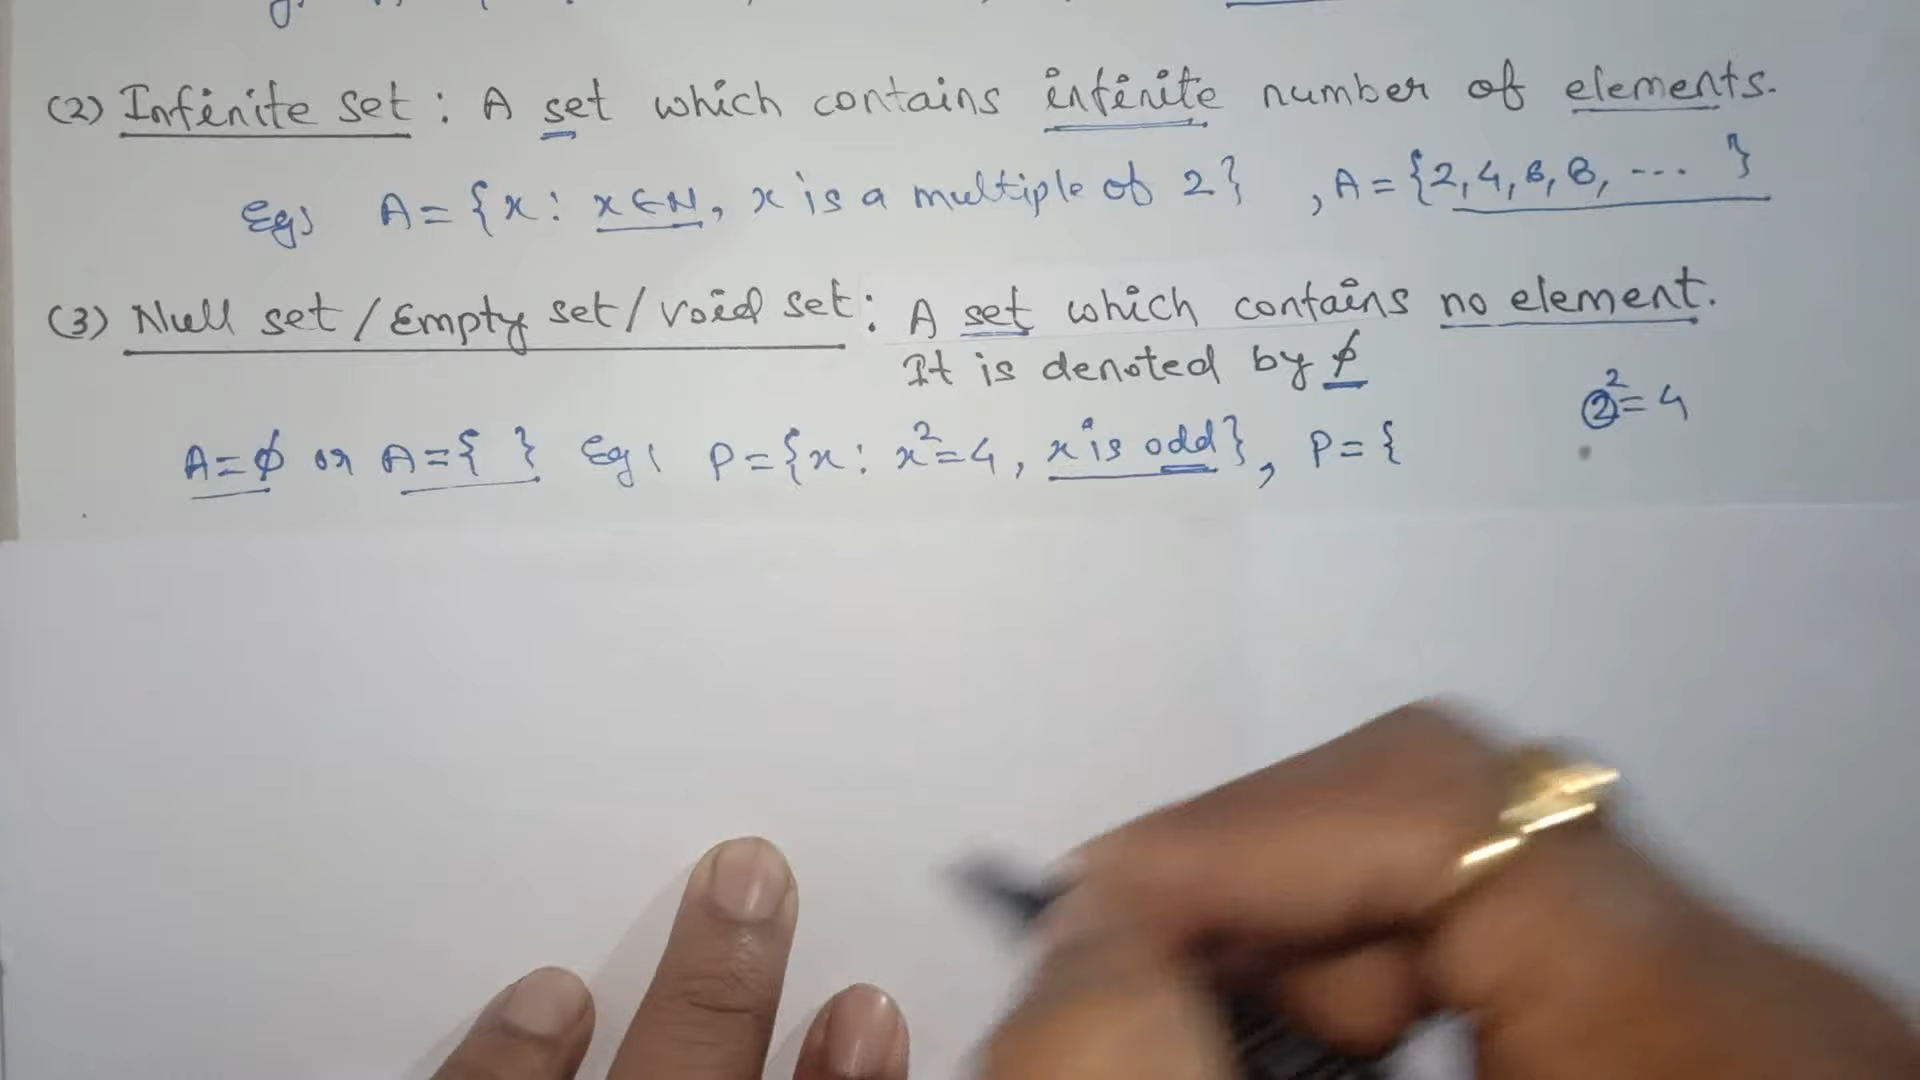 (2) Infinite set : A set which contains infinite number of elements.
Eg: A = {x : x ∈ N, x is a multiple of 2} , A = {2, 4, 6, 8, ... }
(3) Null set / Empty set / void set : A set which contains no element.
It is denoted by ϕ
2² = 4
A = ϕ or A = { } Eg: P = {x : x² = 4, x is odd}, P = {